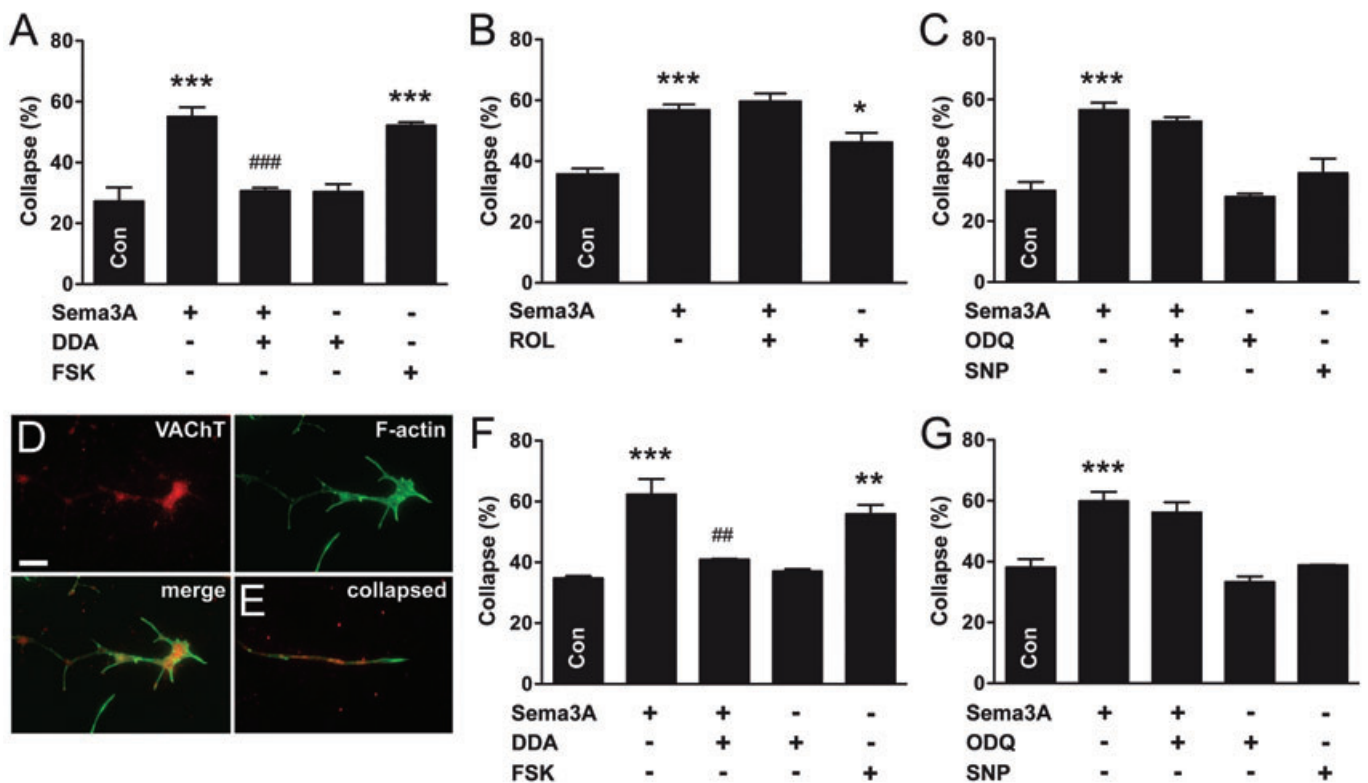 A
Collapse (%)
80
60
40
20
0
Con
***
###
***
Sema3A + + - -
DDA - + + -
FSK - - - +
B
Collapse (%)
80
60
40
20
0
Con
***
*
Sema3A + + -
ROL - + +
C
Collapse (%)
80
60
40
20
0
Con
***
Sema3A + + - -
ODQ - + + -
SNP - - - +
D
VAChT
F-actin
merge
E
collapsed
F
Collapse (%)
80
60
40
20
0
Con
***
##
**
Sema3A + + - -
DDA - + + -
FSK - - - +
G
Collapse (%)
80
60
40
20
0
Con
***
Sema3A + + - -
ODQ - + + -
SNP - - - +